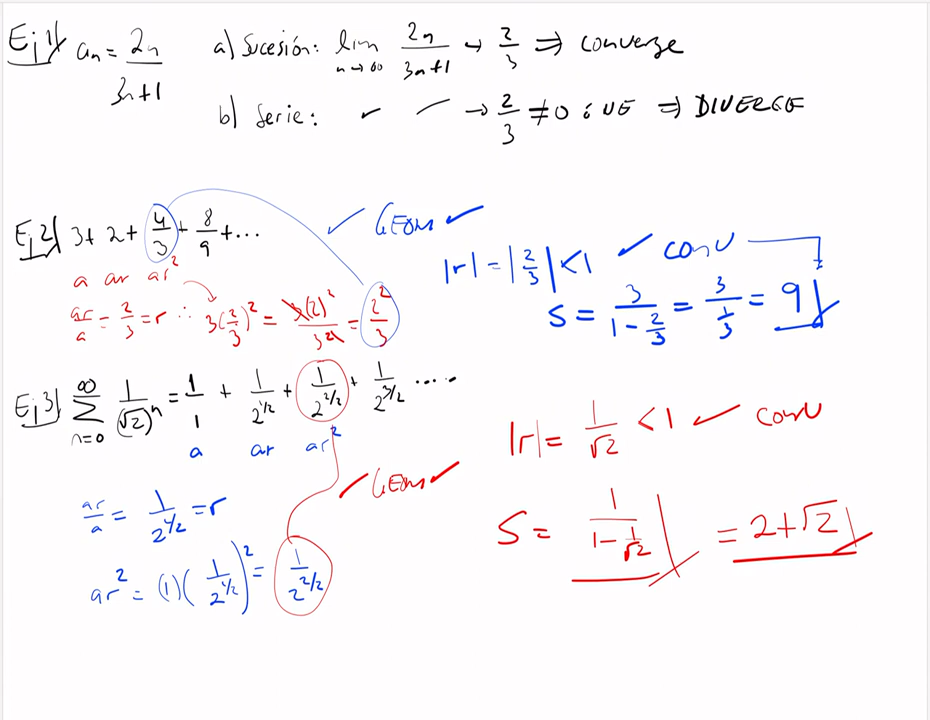 Ej 1) aₙ = 2n/(3n+1) a) Sucesión: lim n→∞ 2n/(3n+1) → 2/3 ⇒ converge
b) Serie: ✓ ✓ → 2/3 ≠ 0 ó NE ⇒ DIVERGE
Ej 2) 3 + 2 + 4/3 + 8/9 + ... ✓ GEOM ✓
a ar ar²
ar/a = 2/3 = r ∴ 3(2/3)² = 3(2)²/3² = 2²/3
|r| = |2/3| < 1 ✓ conv
S = 3/(1 - 2/3) = 3/(1/3) = 9
Ej 3) ∑ n=0 ∞ 1/(√2)ⁿ = 1/1 + 1/2^(1/2) + 1/2^(2/2) + 1/2^(3/2) ....
a ar ar²
✓ GEOM ✓
ar/a = 1/2^(1/2) = r
ar² = (1)(1/2^(1/2))² = 1/2^(2/2)
|r| = 1/√2 < 1 ✓ conv
S = 1/(1 - 1/√2) = 2+√2